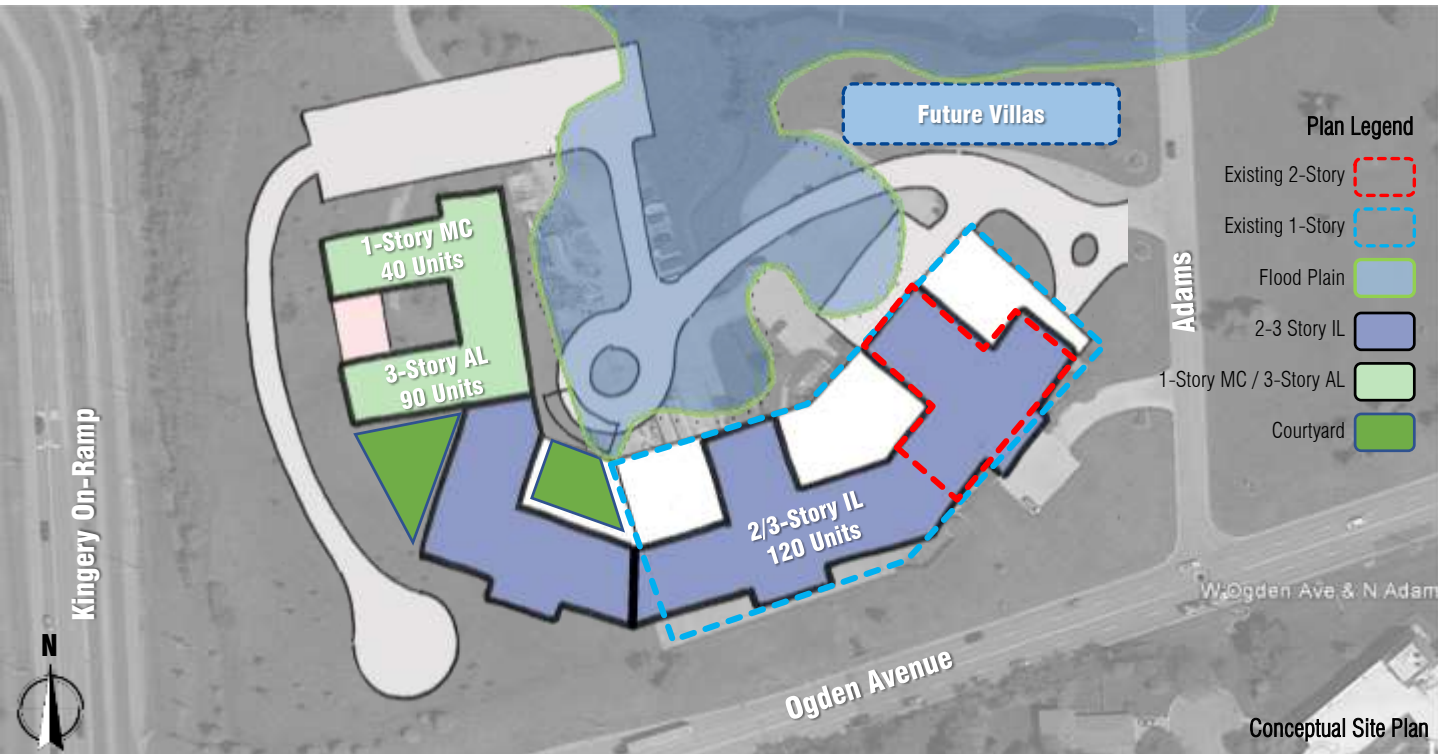 Future Villas
Plan Legend
Existing 2-Story
Existing 1-Story
Flood Plain
2-3 Story IL
1-Story MC / 3-Story AL
Courtyard
1-Story MC
40 Units
3-Story AL
90 Units
2/3-Story IL
120 Units
Adams
Kingery On-Ramp
W Ogden Ave & N Adam
Ogden Avenue
N
Conceptual Site Plan